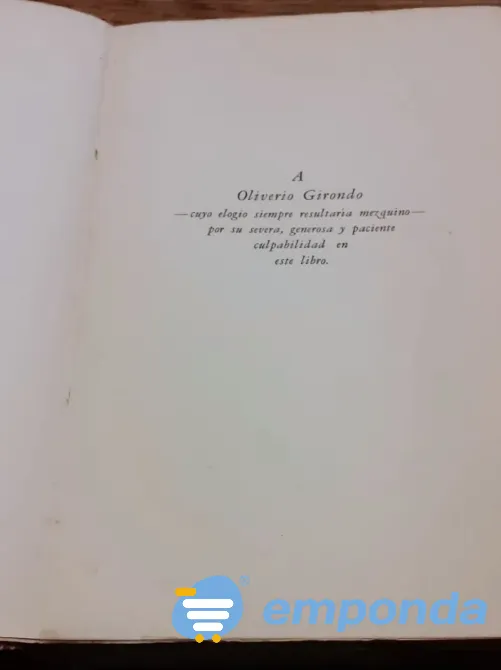 A
Oliverio Girondo
—cuyo elogio siempre resultaría mezquino—
por su severa, generosa y paciente
culpabilidad en
este libro.
emponda